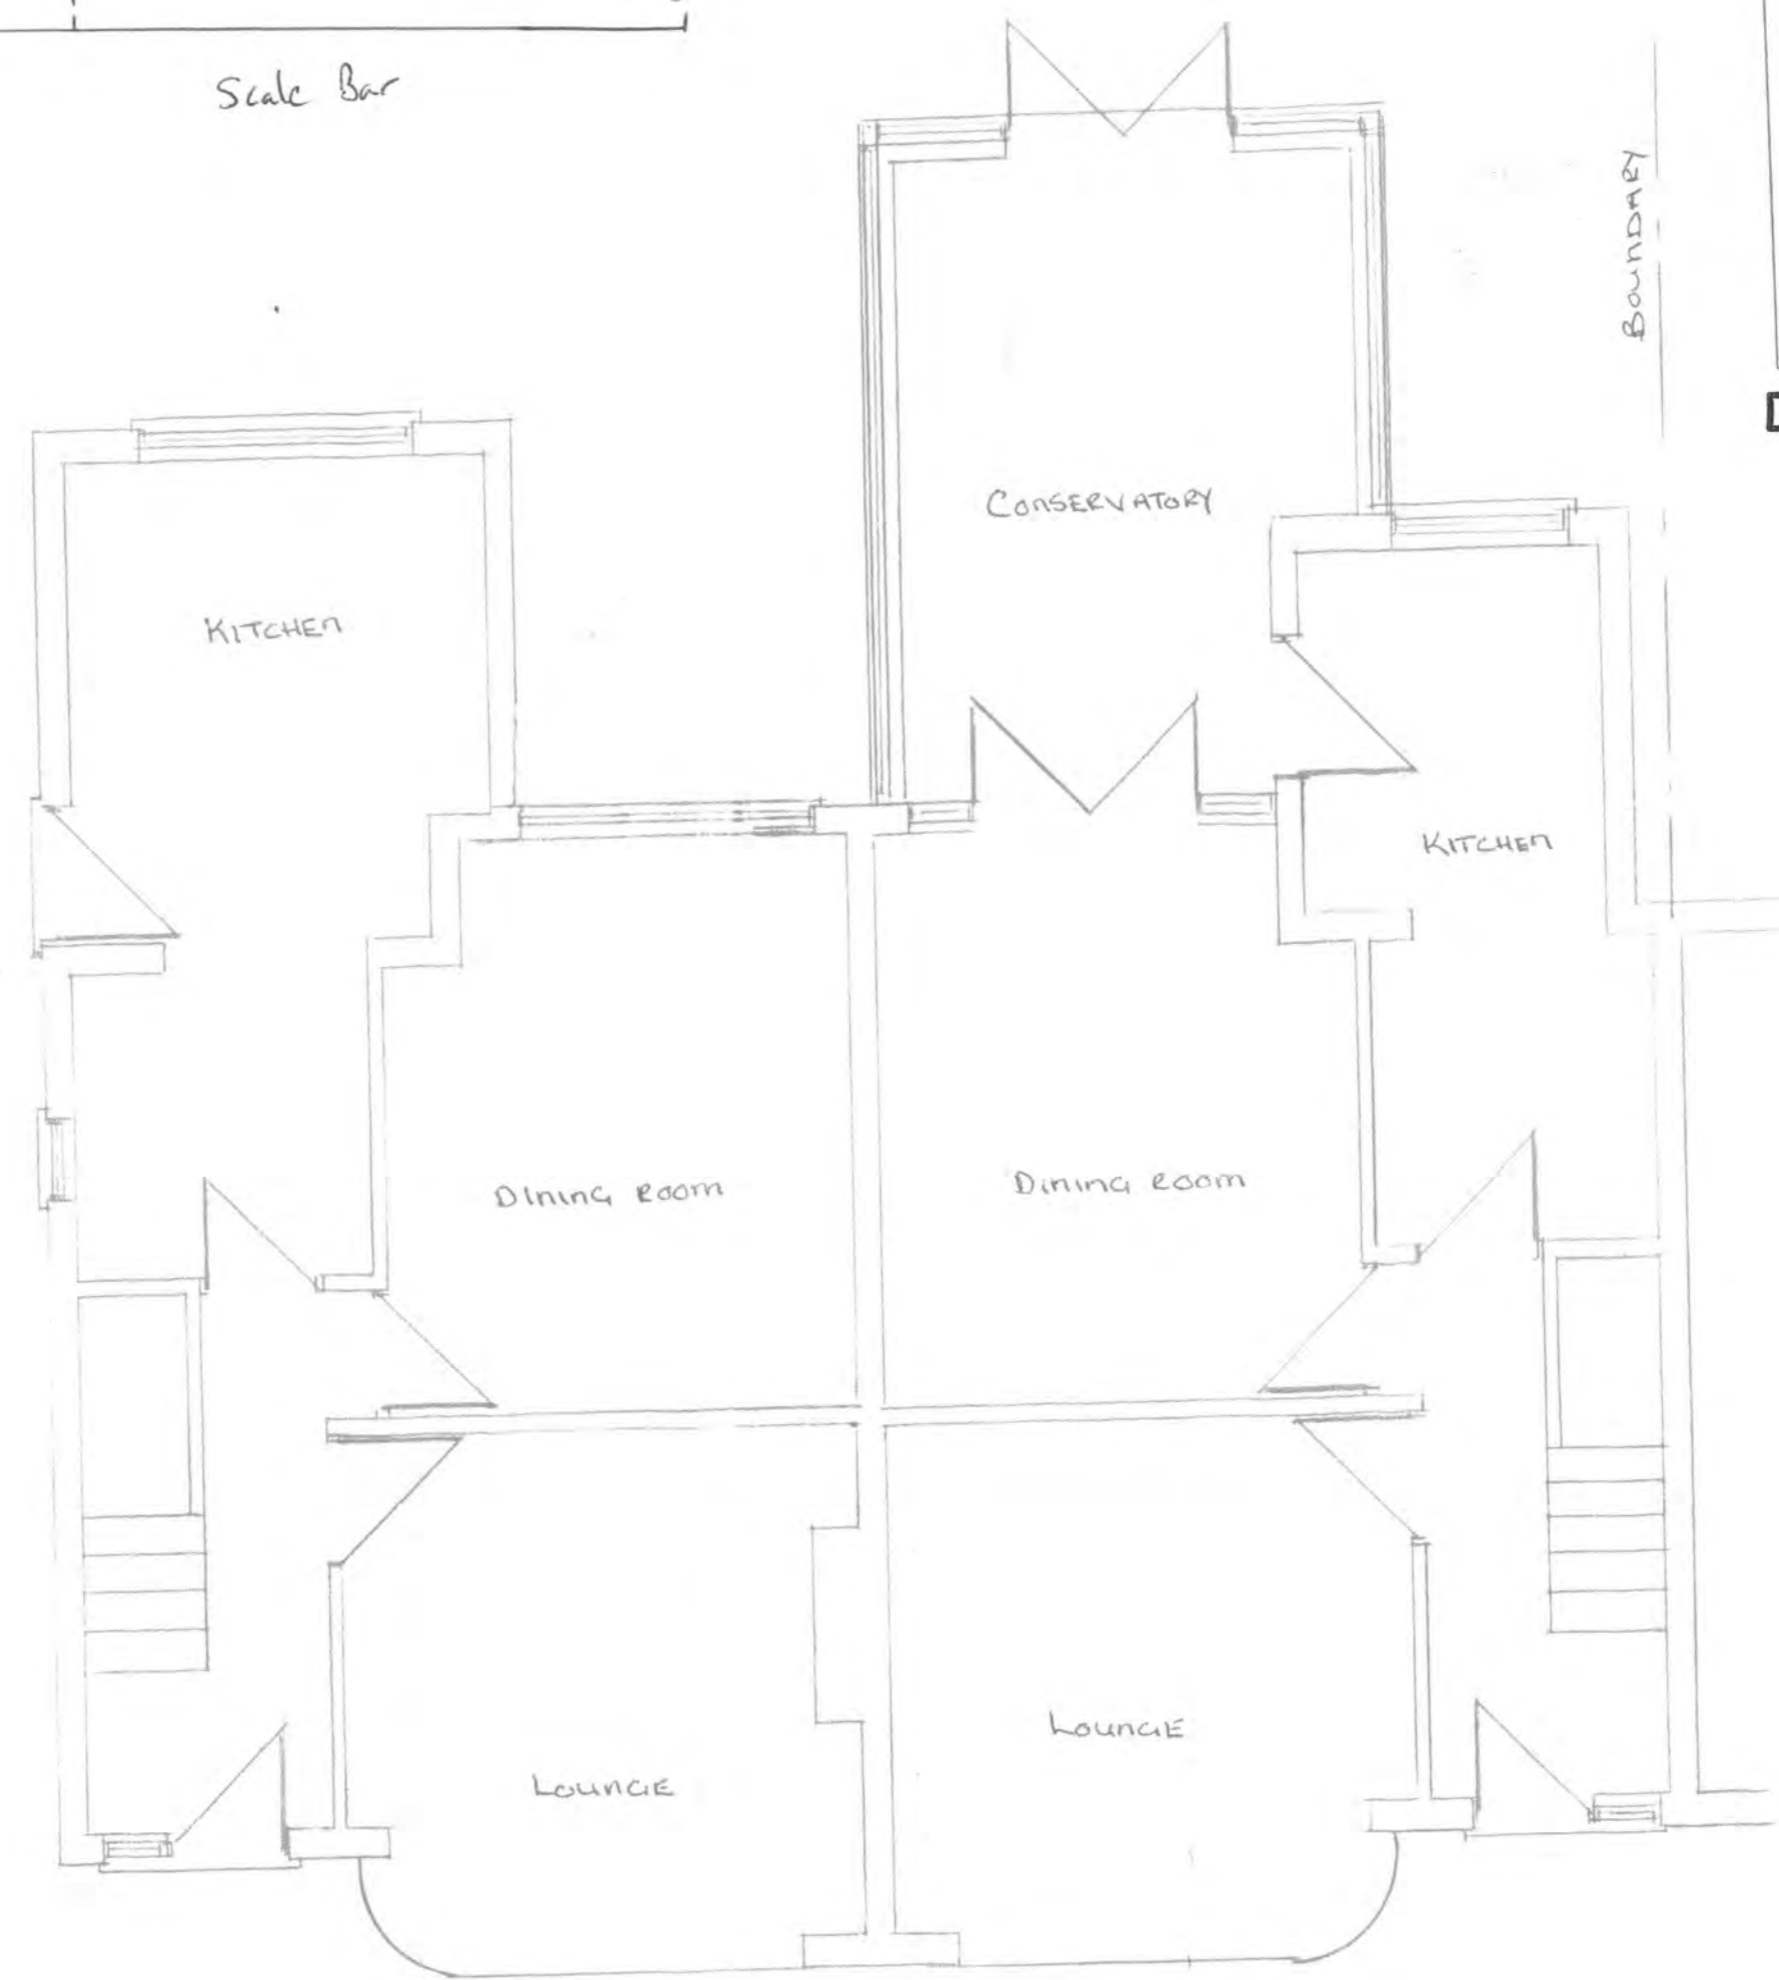 Scale Bar
BOUNDARY
CONSERVATORY
KITCHEN
KITCHEN
DINING ROOM
DINING ROOM
LOUNGE
LOUNGE